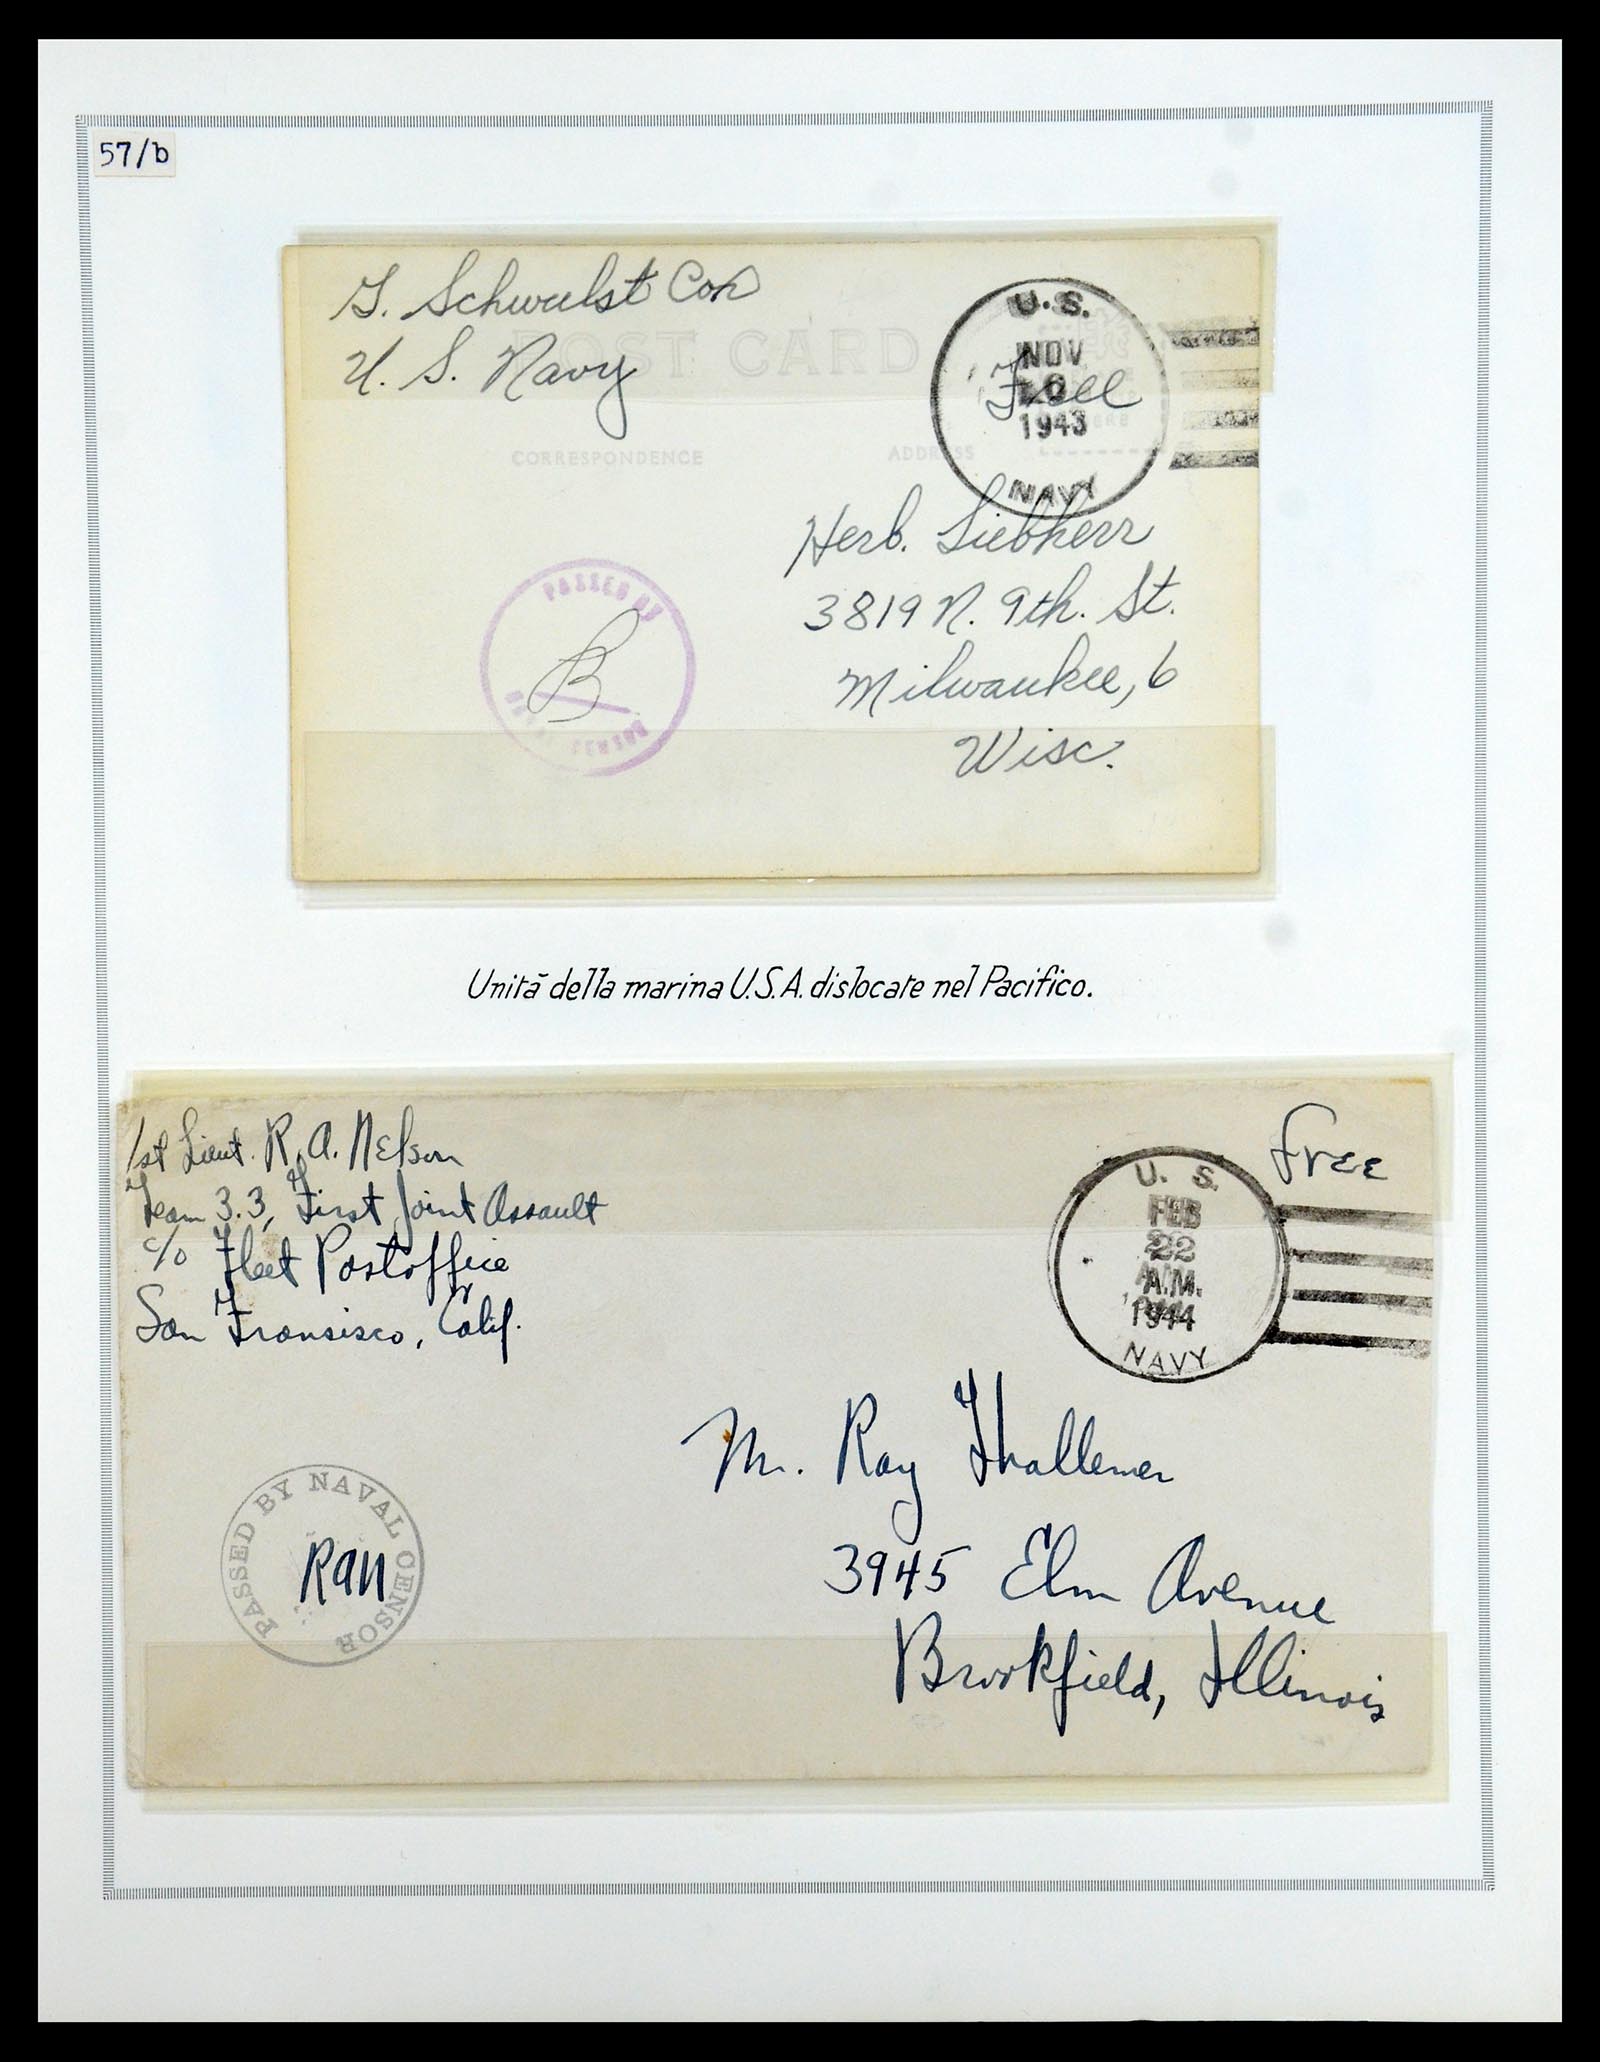 57/b
G. Schwulst Cox
U. S. Navy
POST CARD
CORRESPONDENCE
ADDRESS
U.S.
NOV
1943
NAVY
Free
Herb. Liebherr
3819 N. 9th. St.
Milwaukee, 6
Wisc.
PASSED BY
B
CENSOR
Unità della marina U.S.A. dislocate nel Pacifico.
1st Lieut. R. A. Nelson
Team 3.3, First Joint Assault
c/o Fleet Postoffice
San Fransisco, Calif.
Free
U. S.
FEB
22
A.M.
1944
NAVY
Mr. Ray Thallemer
3945 Elm Avenue
Brookfield, Illinois
PASSED BY NAVAL CENSOR
Ran